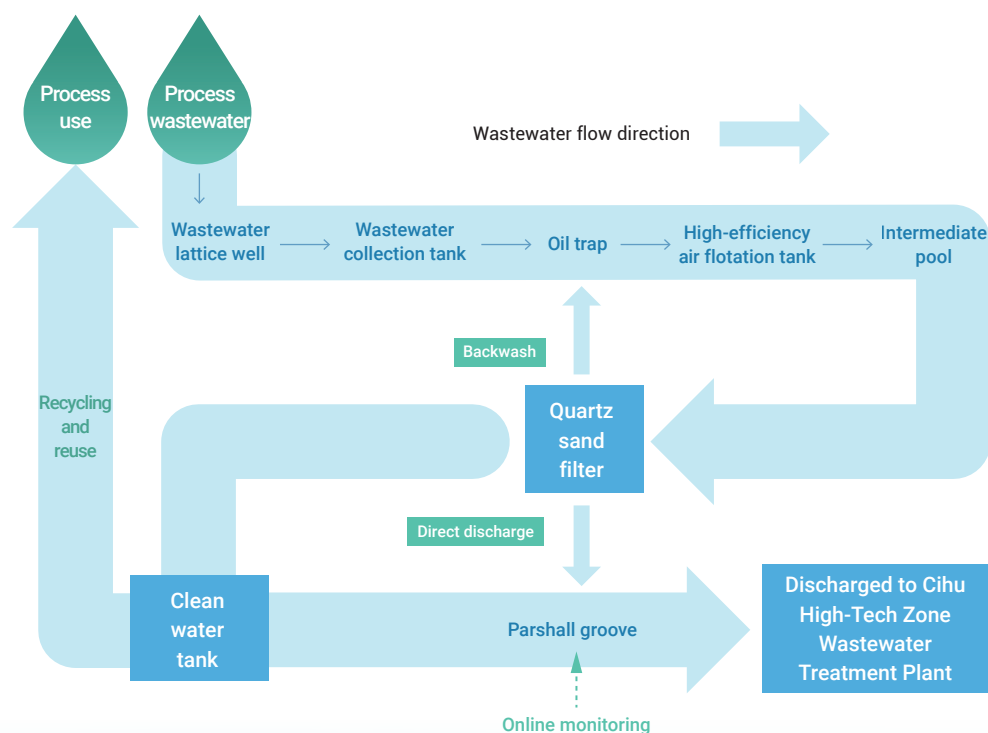 Process
use
Process
wastewater
Wastewater flow direction
Wastewater
lattice well
Wastewater
collection tank
Oil trap
High-efficiency
air flotation tank
Intermediate
pool
Backwash
Quartz
sand
filter
Recycling
and
reuse
Direct discharge
Clean
water
tank
Parshall groove
Discharged to Cihu
High-Tech Zone
Wastewater
Treatment Plant
Online monitoring